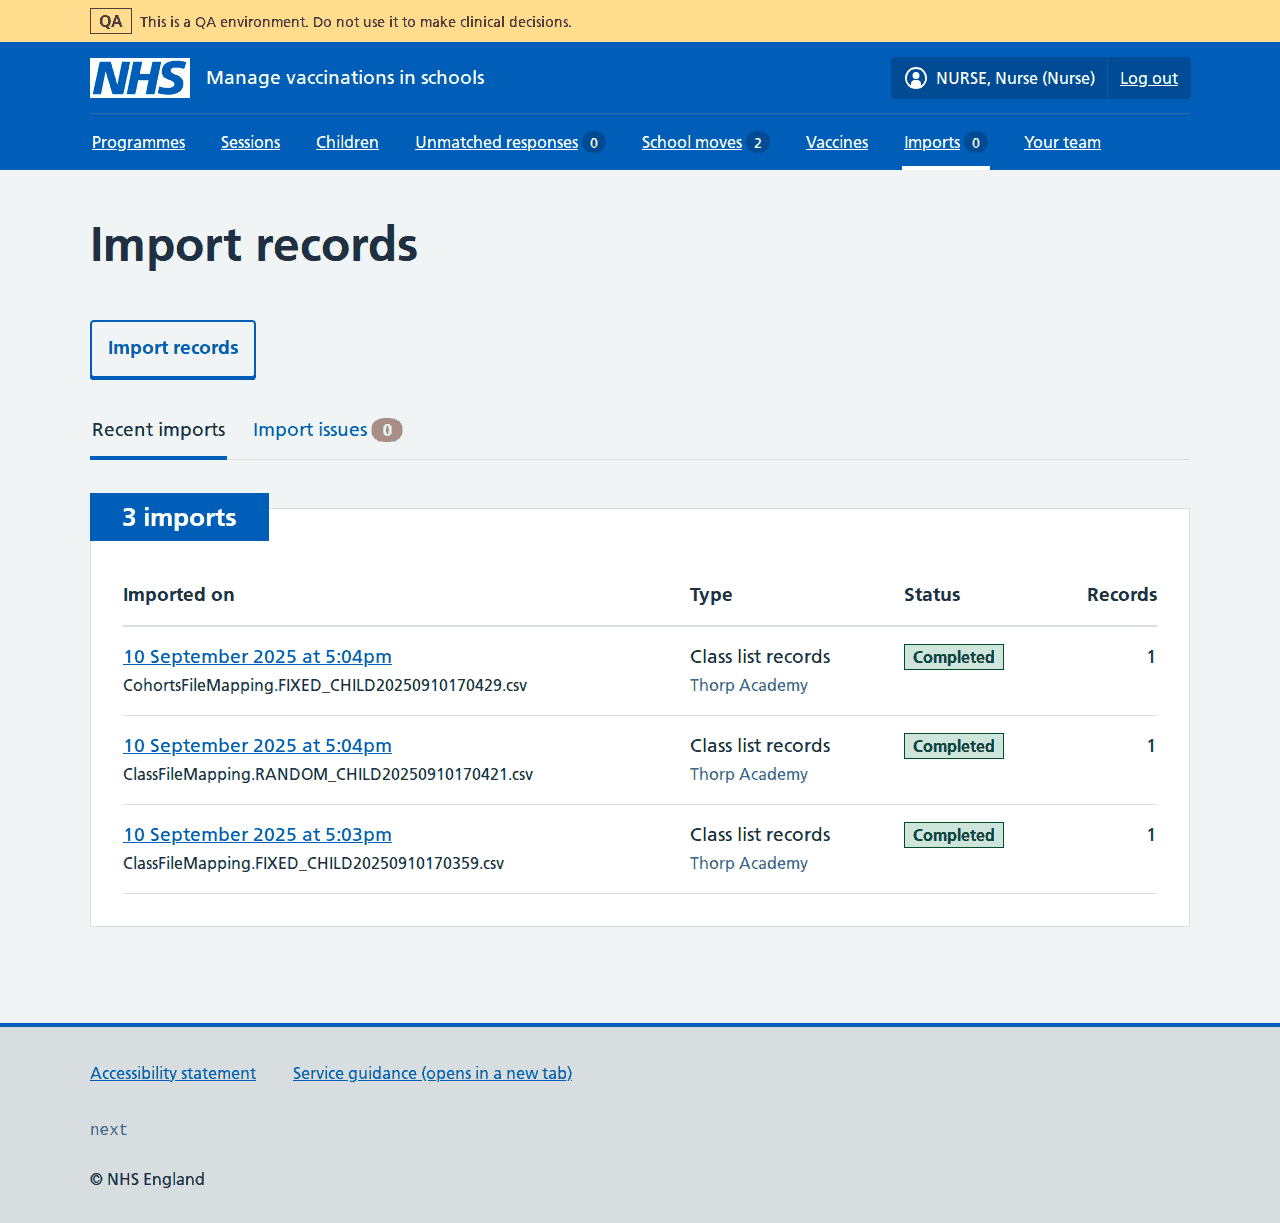 QA This is a QA environment. Do not use it to make clinical decisions.
NHS Manage vaccinations in schools NURSE, Nurse (Nurse) Log out
Programmes Sessions Children Unmatched responses 0 School moves 2 Vaccines Imports 0 Your team
Import records
Import records
Recent imports Import issues 0
3 imports
Imported on Type Status Records
10 September 2025 at 5:04pm Class list records Completed 1
CohortsFileMapping.FIXED_CHILD20250910170429.csv Thorp Academy
10 September 2025 at 5:04pm Class list records Completed 1
ClassFileMapping.RANDOM_CHILD20250910170421.csv Thorp Academy
10 September 2025 at 5:03pm Class list records Completed 1
ClassFileMapping.FIXED_CHILD20250910170359.csv Thorp Academy
Accessibility statement Service guidance (opens in a new tab)
next
© NHS England